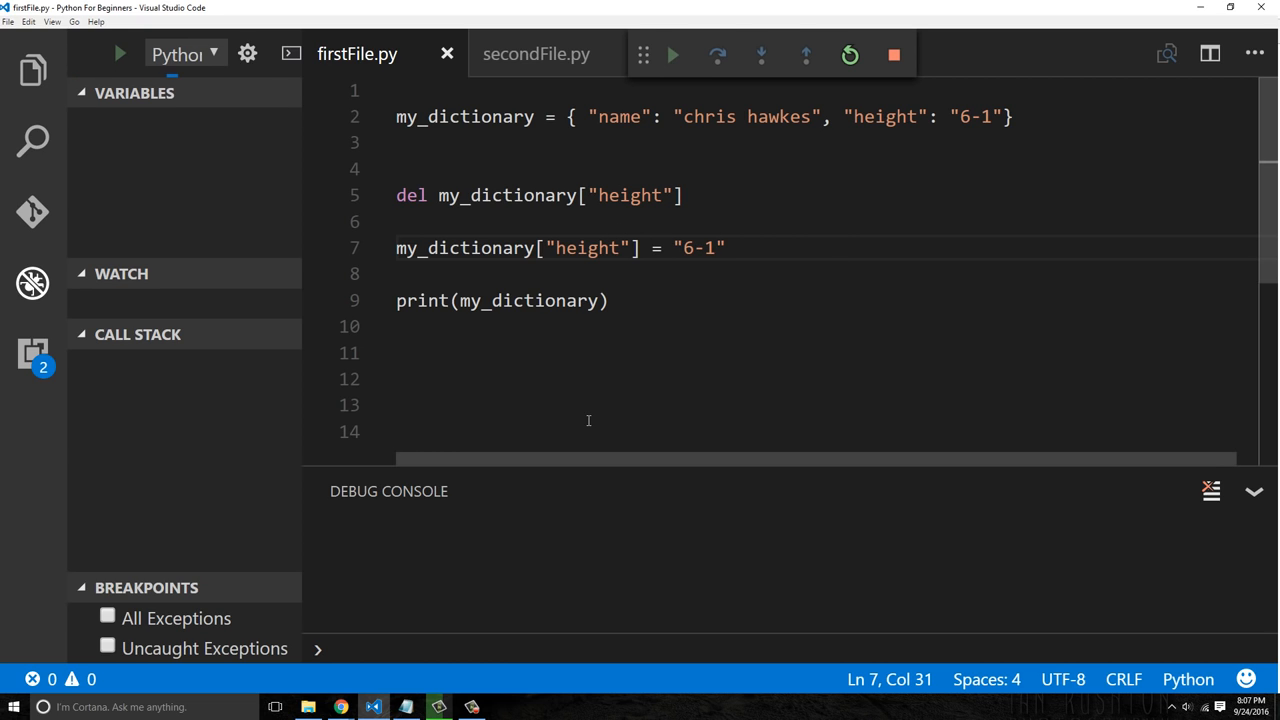 firstFile.py - Python For Beginners - Visual Studio Code
File Edit View Go Help
Python
firstFile.py
secondFile.py
VARIABLES
WATCH
CALL STACK
BREAKPOINTS
All Exceptions
Uncaught Exceptions
2
1
2 my_dictionary = { "name": "chris hawkes", "height": "6-1"}
3
4
5 del my_dictionary["height"]
6
7 my_dictionary["height"] = "6-1"
8
9 print(my_dictionary)
10
11
12
13
14
DEBUG CONSOLE
0 0
Ln 7, Col 31 Spaces: 4 UTF-8 CRLF Python
I'm Cortana. Ask me anything.
8:07 PM
9/24/2016